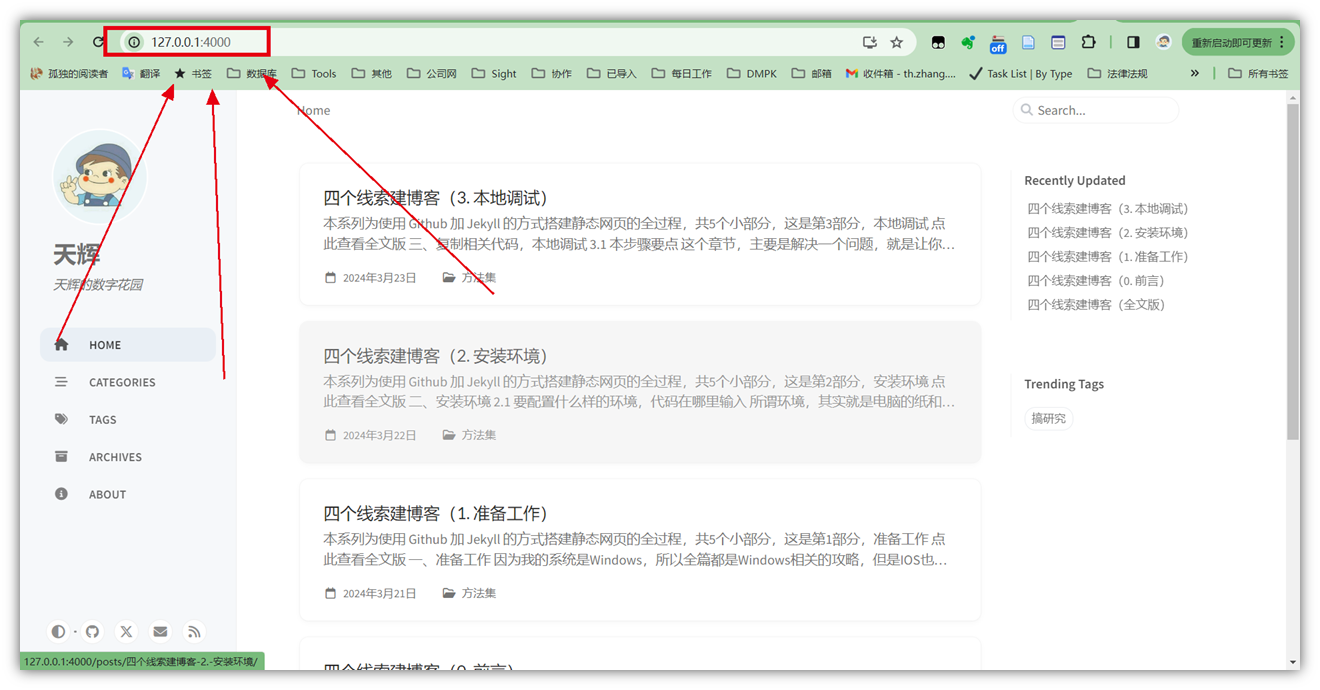 127.0.0.1:4000
off
重新启动即可更新
孤独的阅读者 翻译 书签 数据库 Tools 其他 公司网 Sight 协作 已导入 每日工作 DMPK 邮箱 收件箱 - th.zhang.... Task List | By Type 法律法规 » 所有书签
Home
Search...
天辉
天辉的数字花园
HOME
CATEGORIES
TAGS
ARCHIVES
ABOUT
四个线索建博客（3. 本地调试）
本系列为使用 Github 加 Jekyll 的方式搭建静态网页的全过程，共5个小部分，这是第3部分，本地调试 点
此查看全文版 三、复制相关代码，本地调试 3.1 本步骤要点 这个章节，主要是解决一个问题，就是让你…
2024年3月23日 方法集
四个线索建博客（2. 安装环境）
本系列为使用 Github 加 Jekyll 的方式搭建静态网页的全过程，共5个小部分，这是第2部分，安装环境 点
此查看全文版 二、安装环境 2.1 要配置什么样的环境，代码在哪里输入 所谓环境，其实就是电脑的纸和…
2024年3月22日 方法集
四个线索建博客（1. 准备工作）
本系列为使用 Github 加 Jekyll 的方式搭建静态网页的全过程，共5个小部分，这是第1部分，准备工作 点
此查看全文版 一、准备工作 因为我的系统是Windows，所以全篇都是Windows相关的攻略，但是IOS也…
2024年3月21日 方法集
四个线索建博客（0. 前言）
Recently Updated
四个线索建博客（3. 本地调试）
四个线索建博客（2. 安装环境）
四个线索建博客（1. 准备工作）
四个线索建博客（0. 前言）
四个线索建博客（全文版）
Trending Tags
搞研究
127.0.0.1:4000/posts/四个线索建博客-2.-安装环境/